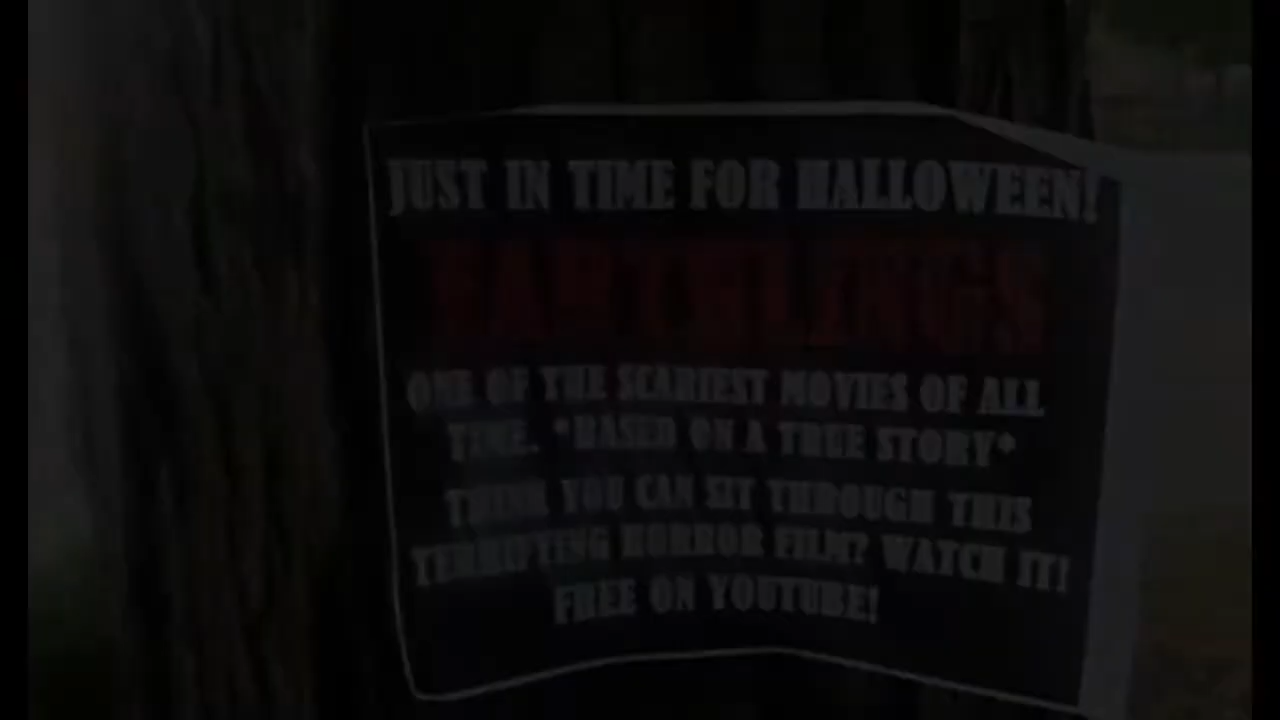 JUST IN TIME FOR HALLOWEEN!
EARTHLINGS
ONE OF THE SCARIEST MOVIES OF ALL
TIME. *BASED ON A TRUE STORY*
THINK YOU CAN SIT THROUGH THIS
TERRIFYING HORROR FILM? WATCH IT!
FREE ON YOUTUBE!